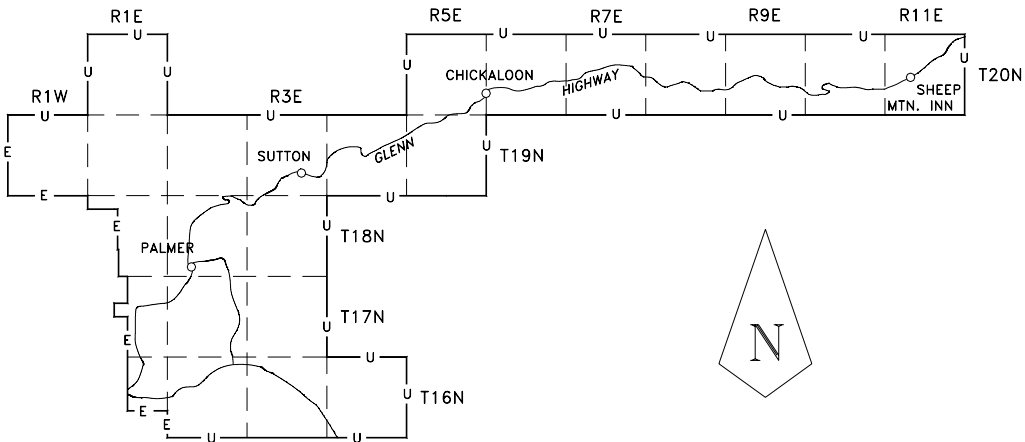 R1E R5E R7E R9E R11E
U U U U U
U U U CHICKALOON U T20N
R1W R3E HIGHWAY SHEEP
MTN. INN
U U U U
E SUTTON GLENN U T19N
E U
E U T18N
PALMER
E U T17N
N
U
U T16N
E
E
U U